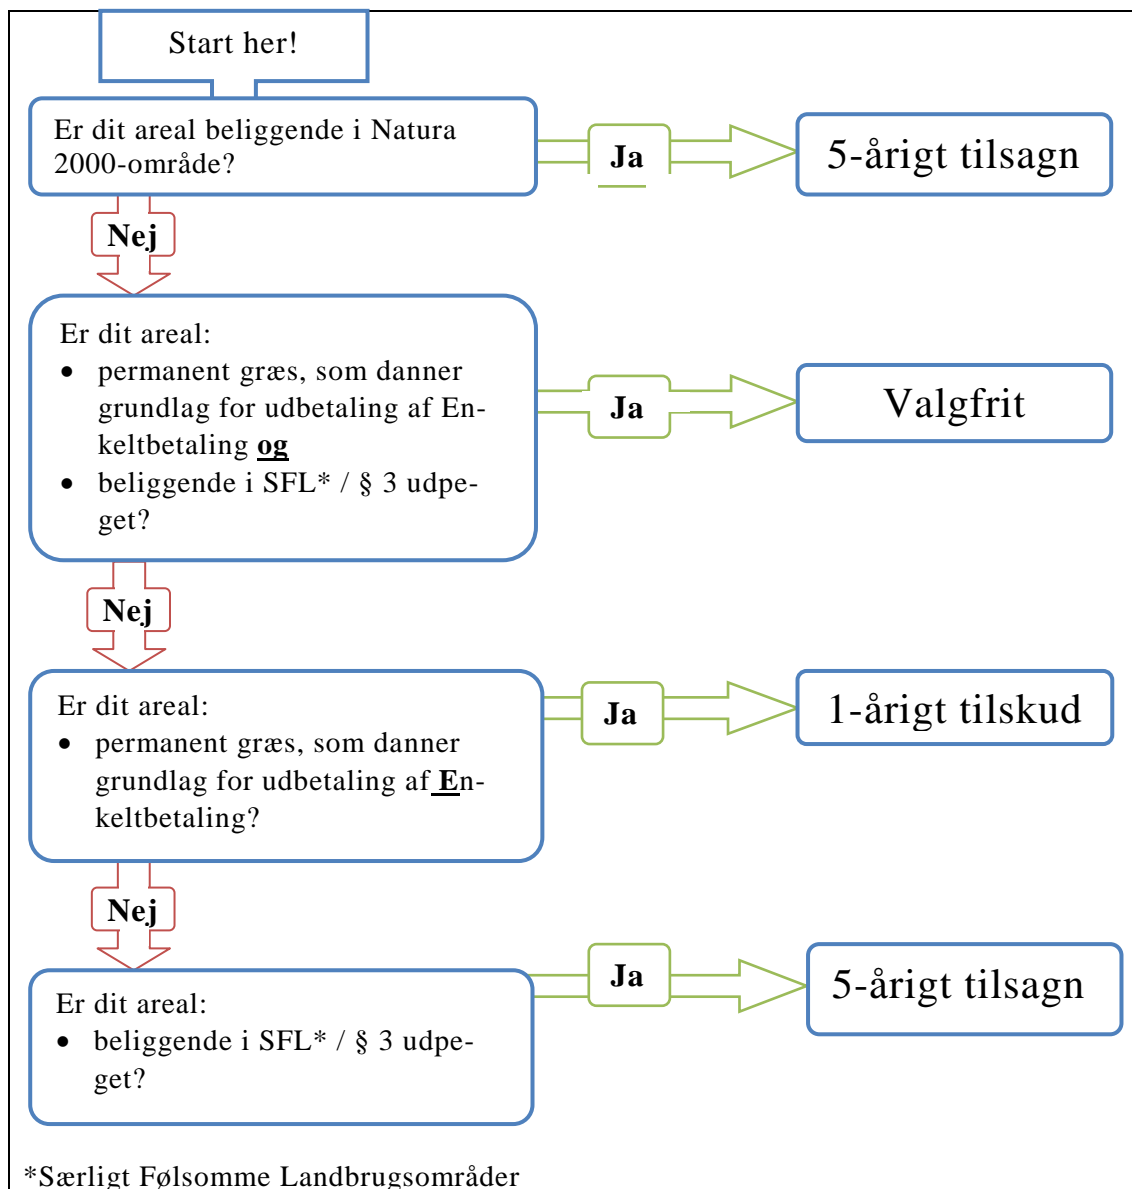 Start her!
Er dit areal beliggende i Natura
2000-område?
Ja
5-årigt tilsagn
Nej
Er dit areal:
• permanent græs, som danner
grundlag for udbetaling af En-
keltbetaling og
• beliggende i SFL* / § 3 udpe-
get?
Ja
Valgfrit
Nej
Er dit areal:
• permanent græs, som danner
grundlag for udbetaling af En-
keltbetaling?
Ja
1-årigt tilskud
Nej
Er dit areal:
• beliggende i SFL* / § 3 udpe-
get?
Ja
5-årigt tilsagn
*Særligt Følsomme Landbrugsområder